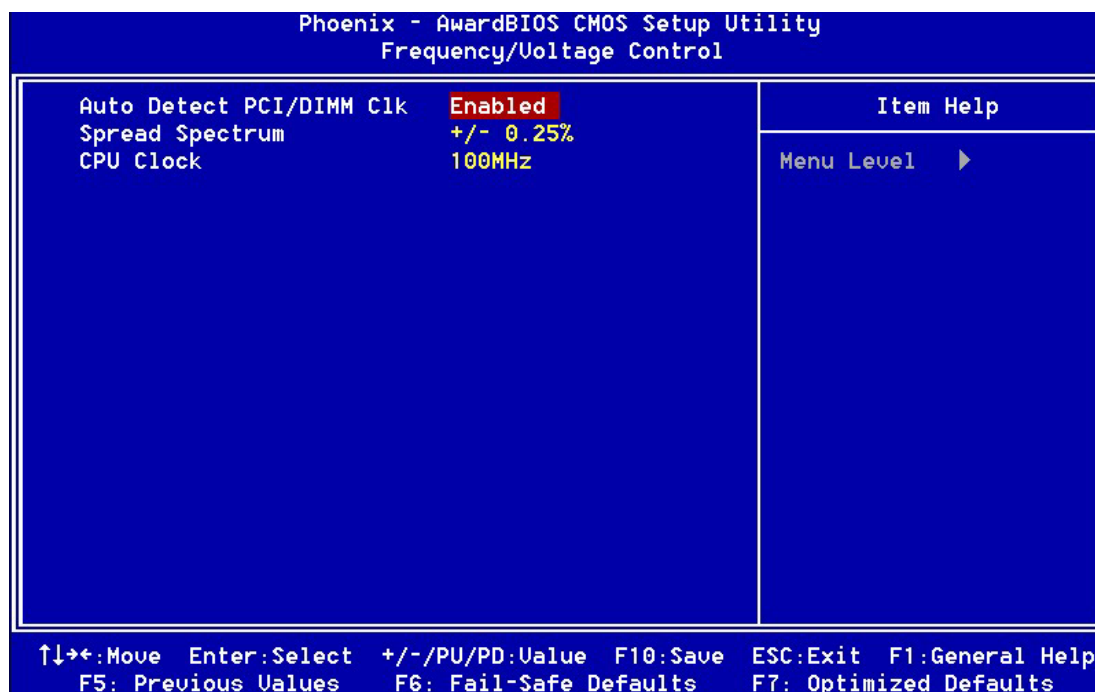 Phoenix - AwardBIOS CMOS Setup Utility
Frequency/Voltage Control
Auto Detect PCI/DIMM Clk Enabled
Spread Spectrum +/- 0.25%
CPU Clock 100MHz
Item Help
Menu Level ▶
↑↓→←:Move Enter:Select +/-/PU/PD:Value F10:Save ESC:Exit F1:General Help
F5: Previous Values F6: Fail-Safe Defaults F7: Optimized Defaults